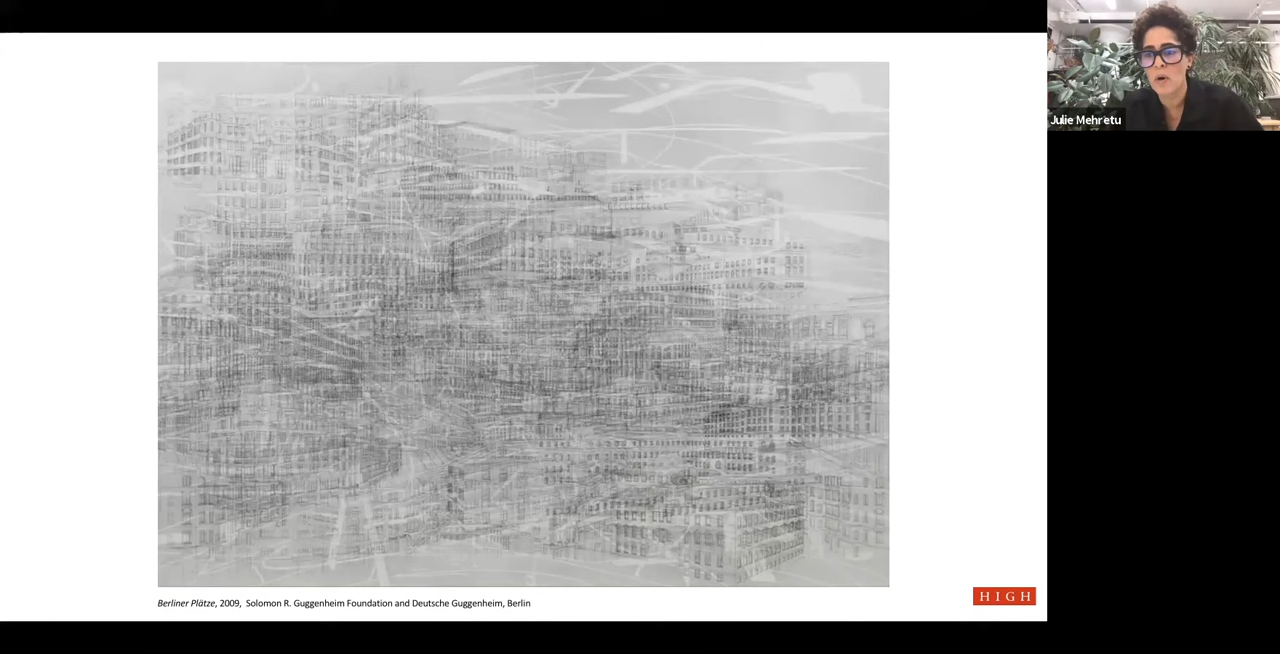 Julie Mehretu
Berliner Plätze, 2009, Solomon R. Guggenheim Foundation and Deutsche Guggenheim, Berlin
HIGH